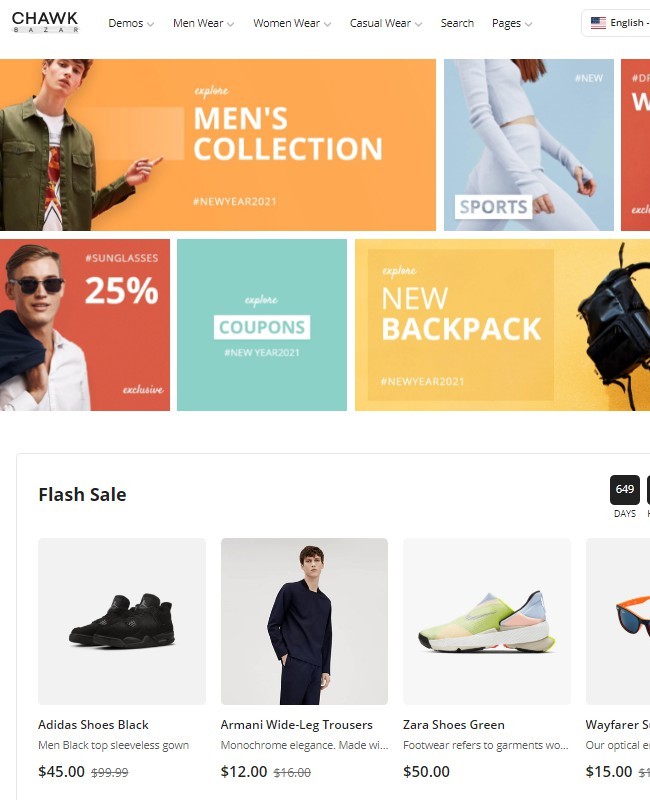 CHAWK
BAZAR
Demos
Men Wear
Women Wear
Casual Wear
Search
Pages
English -
explore
MEN'S
COLLECTION
#NEWYEAR2021
#NEW
SPORTS
#SUNGLASSES
25%
exclusive
explore
COUPONS
#NEW YEAR2021
explore
NEW
BACKPACK
#NEWYEAR2021
Flash Sale
649
DAYS
Adidas Shoes Black
Men Black top sleeveless gown
$45.00 $99.99
Armani Wide-Leg Trousers
Monochrome elegance. Made wi...
$12.00 $16.00
Zara Shoes Green
Footwear refers to garments wo...
$50.00
Wayfarer
Our optical
$15.00